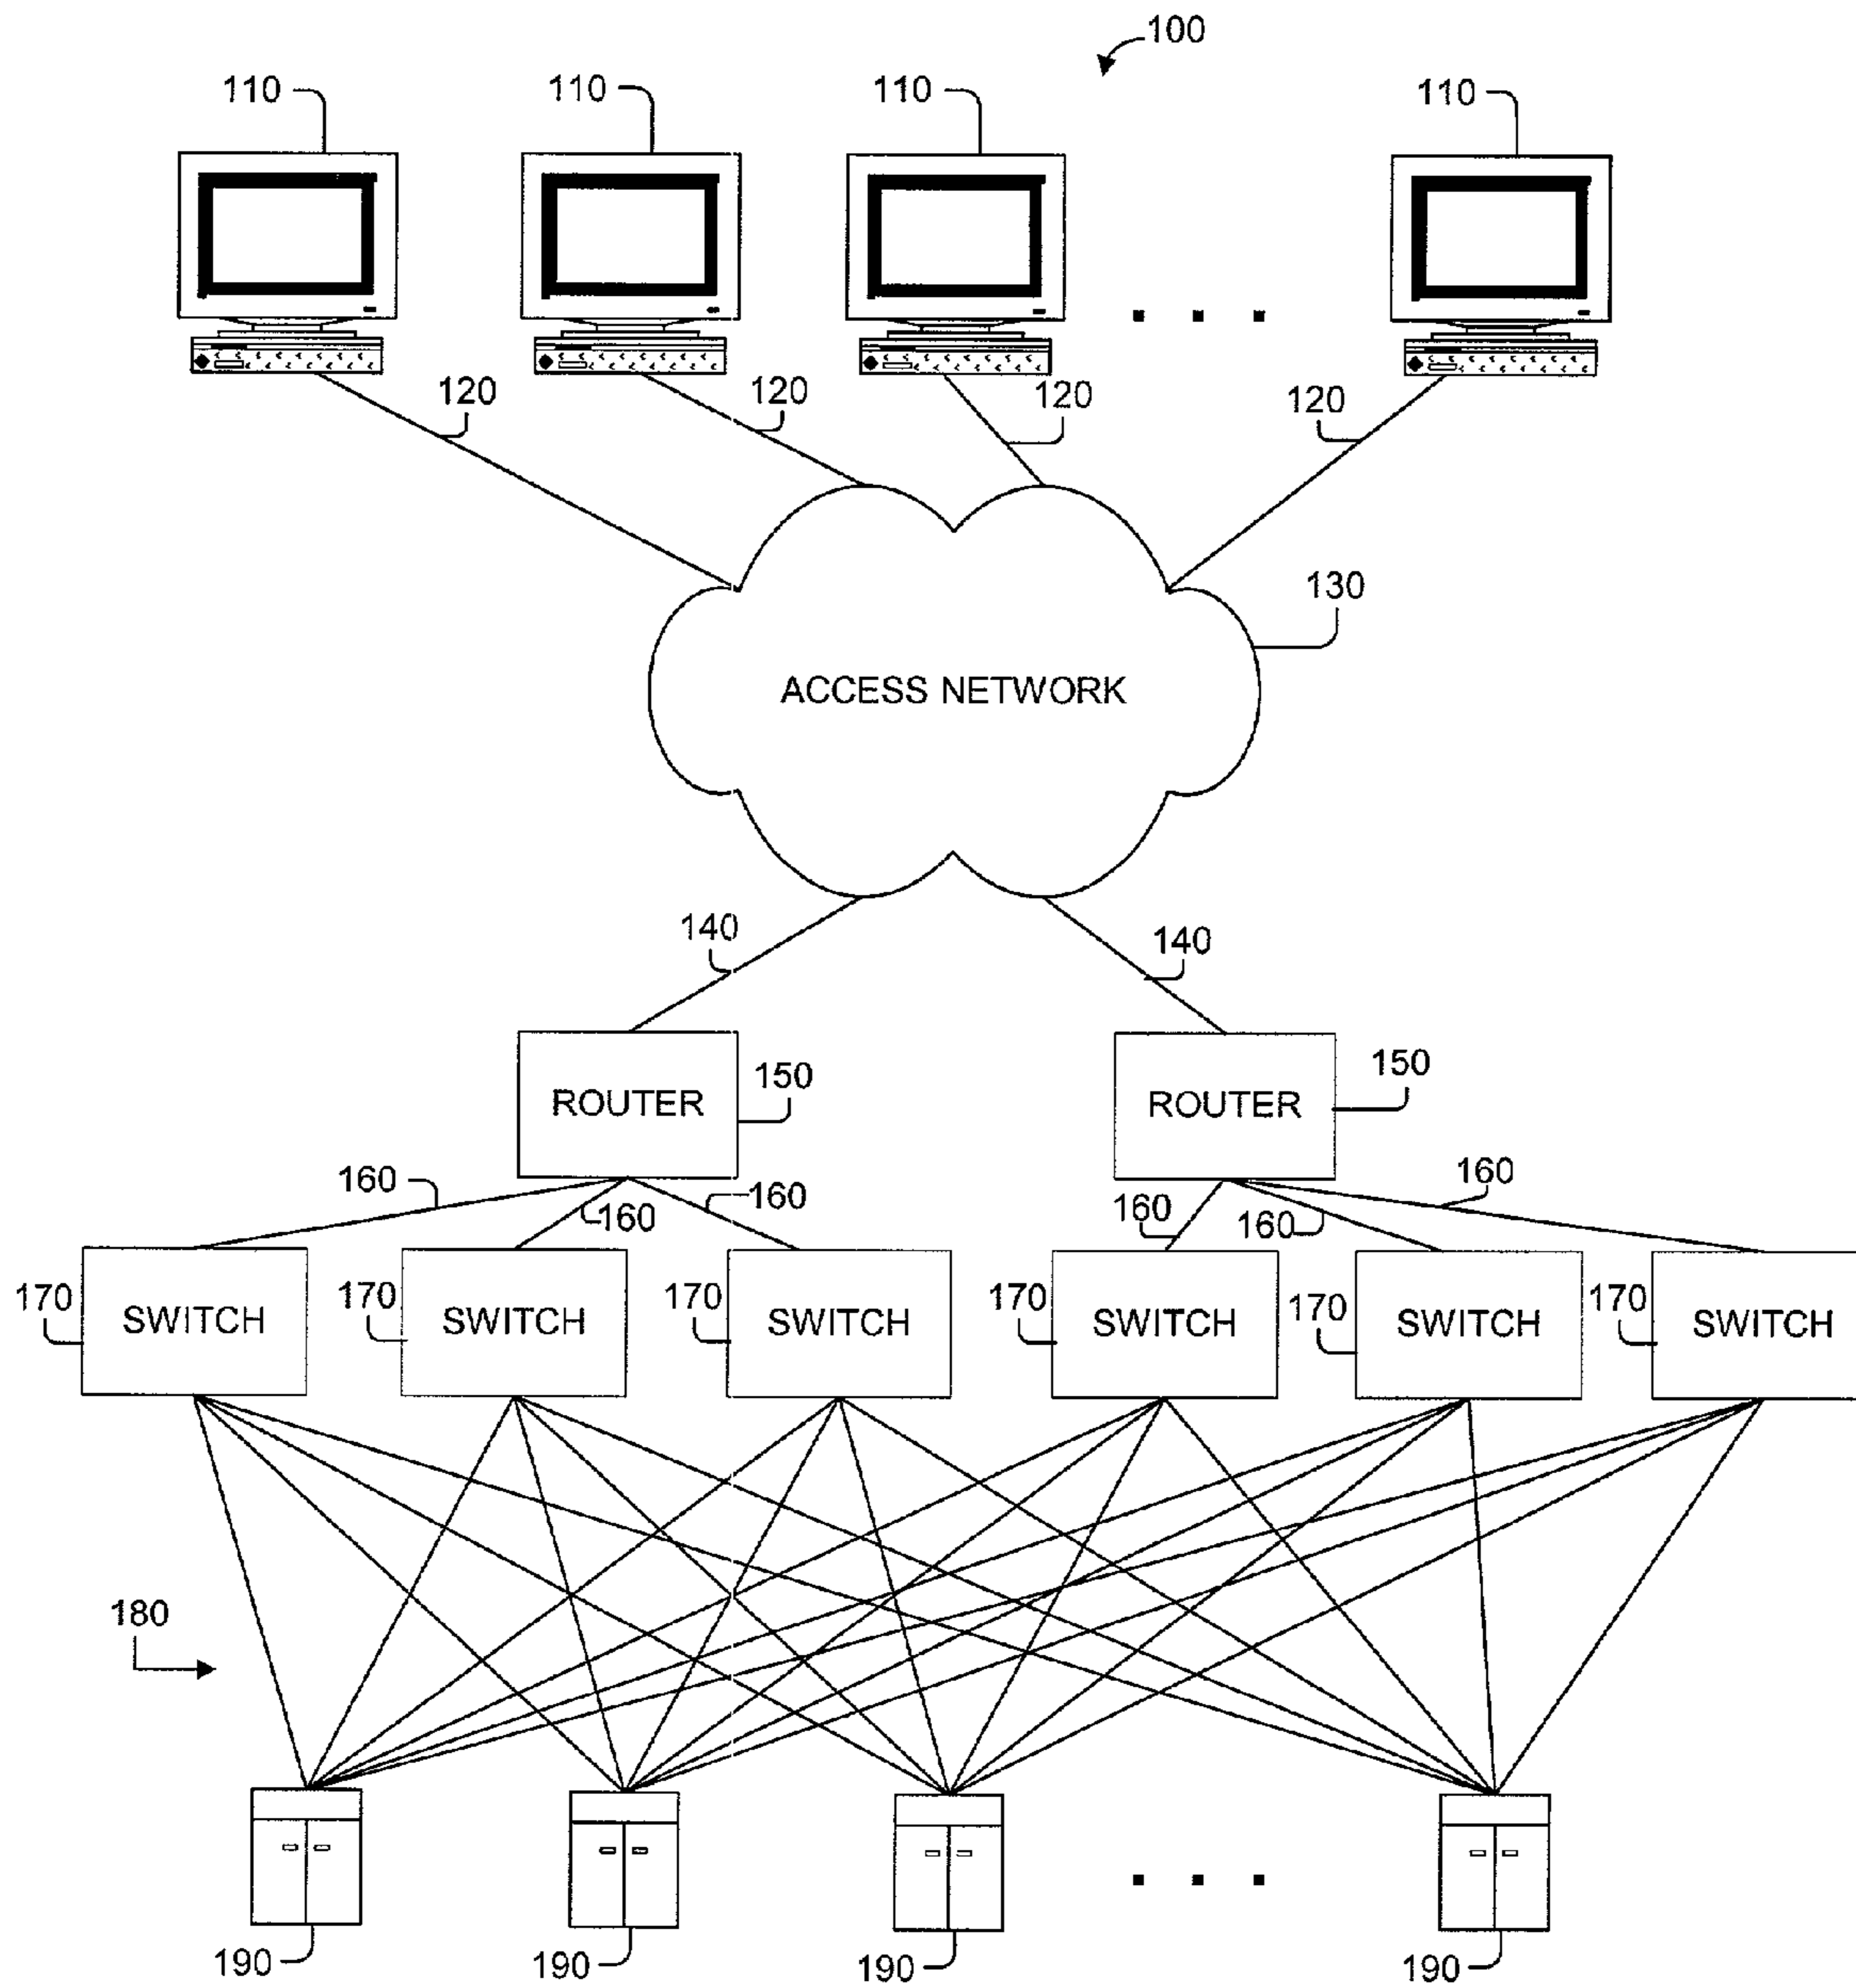 100
110 110 110 110
120 120 120 120
130
ACCESS NETWORK
140 140
150 150
ROUTER ROUTER
160 160 160 160 160 160
170 170 170 170 170 170
SWITCH SWITCH SWITCH SWITCH SWITCH SWITCH
180
190 190 190 190